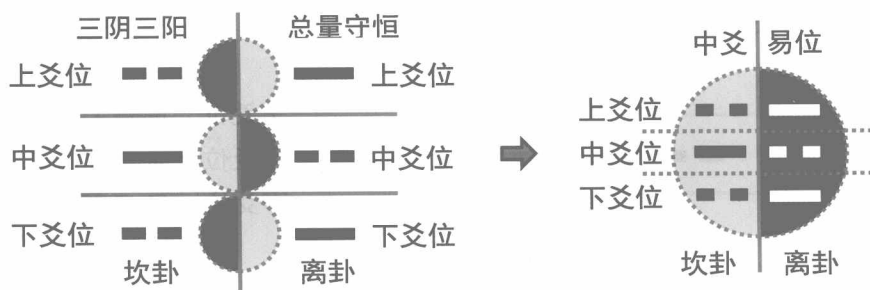 三阴三阳 总量守恒
上爻位 上爻位
中爻位 中爻位
下爻位 下爻位
坎卦 离卦
中爻 易位
上爻位
中爻位
下爻位
坎卦 离卦